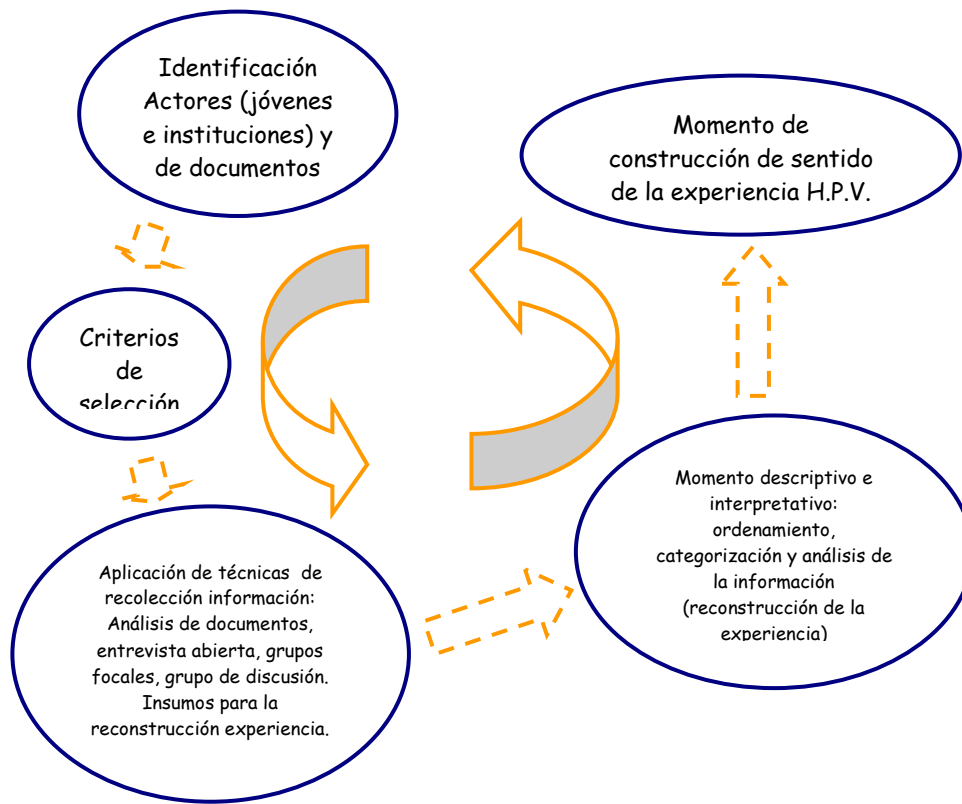 Identificación
Actores (jóvenes
e instituciones) y
de documentos
Momento de
construcción de sentido
de la experiencia H.P.V.
Criterios
de
selección
Momento descriptivo e
interpretativo:
ordenamiento,
categorización y análisis de
la información
(reconstrucción de la
experiencia)
Aplicación de técnicas de
recolección información:
Análisis de documentos,
entrevista abierta, grupos
focales, grupo de discusión.
Insumos para la
reconstrucción experiencia.